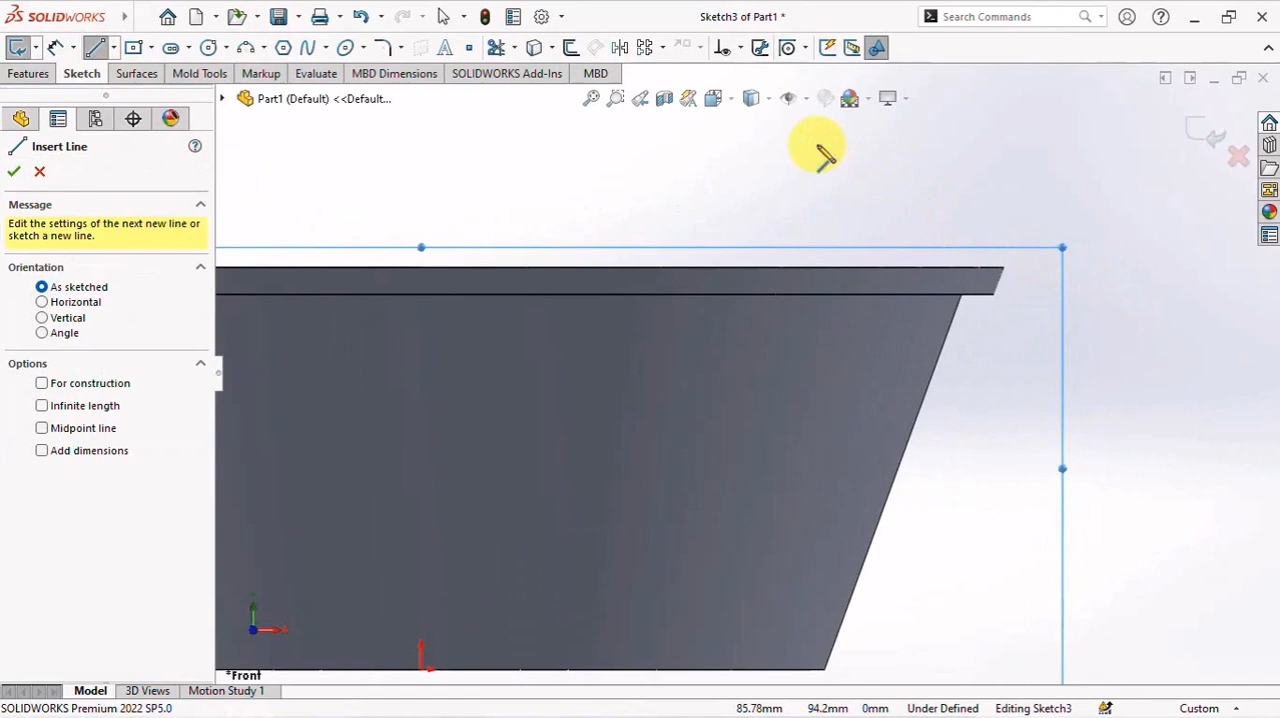 SOLIDWORKS
Sketch3 of Part1 *
Search Commands
Features
Sketch
Surfaces
Mold Tools
Markup
Evaluate
MBD Dimensions
SOLIDWORKS Add-Ins
MBD
Part1 (Default) <<Default...
Insert Line
Message
Edit the settings of the next new line or
sketch a new line.
Orientation
As sketched
Horizontal
Vertical
Angle
Options
For construction
Infinite length
Midpoint line
Add dimensions
*Front
Model
3D Views
Motion Study 1
SOLIDWORKS Premium 2022 SP5.0
85.78mm
94.2mm
0mm
Under Defined
Editing Sketch3
Custom